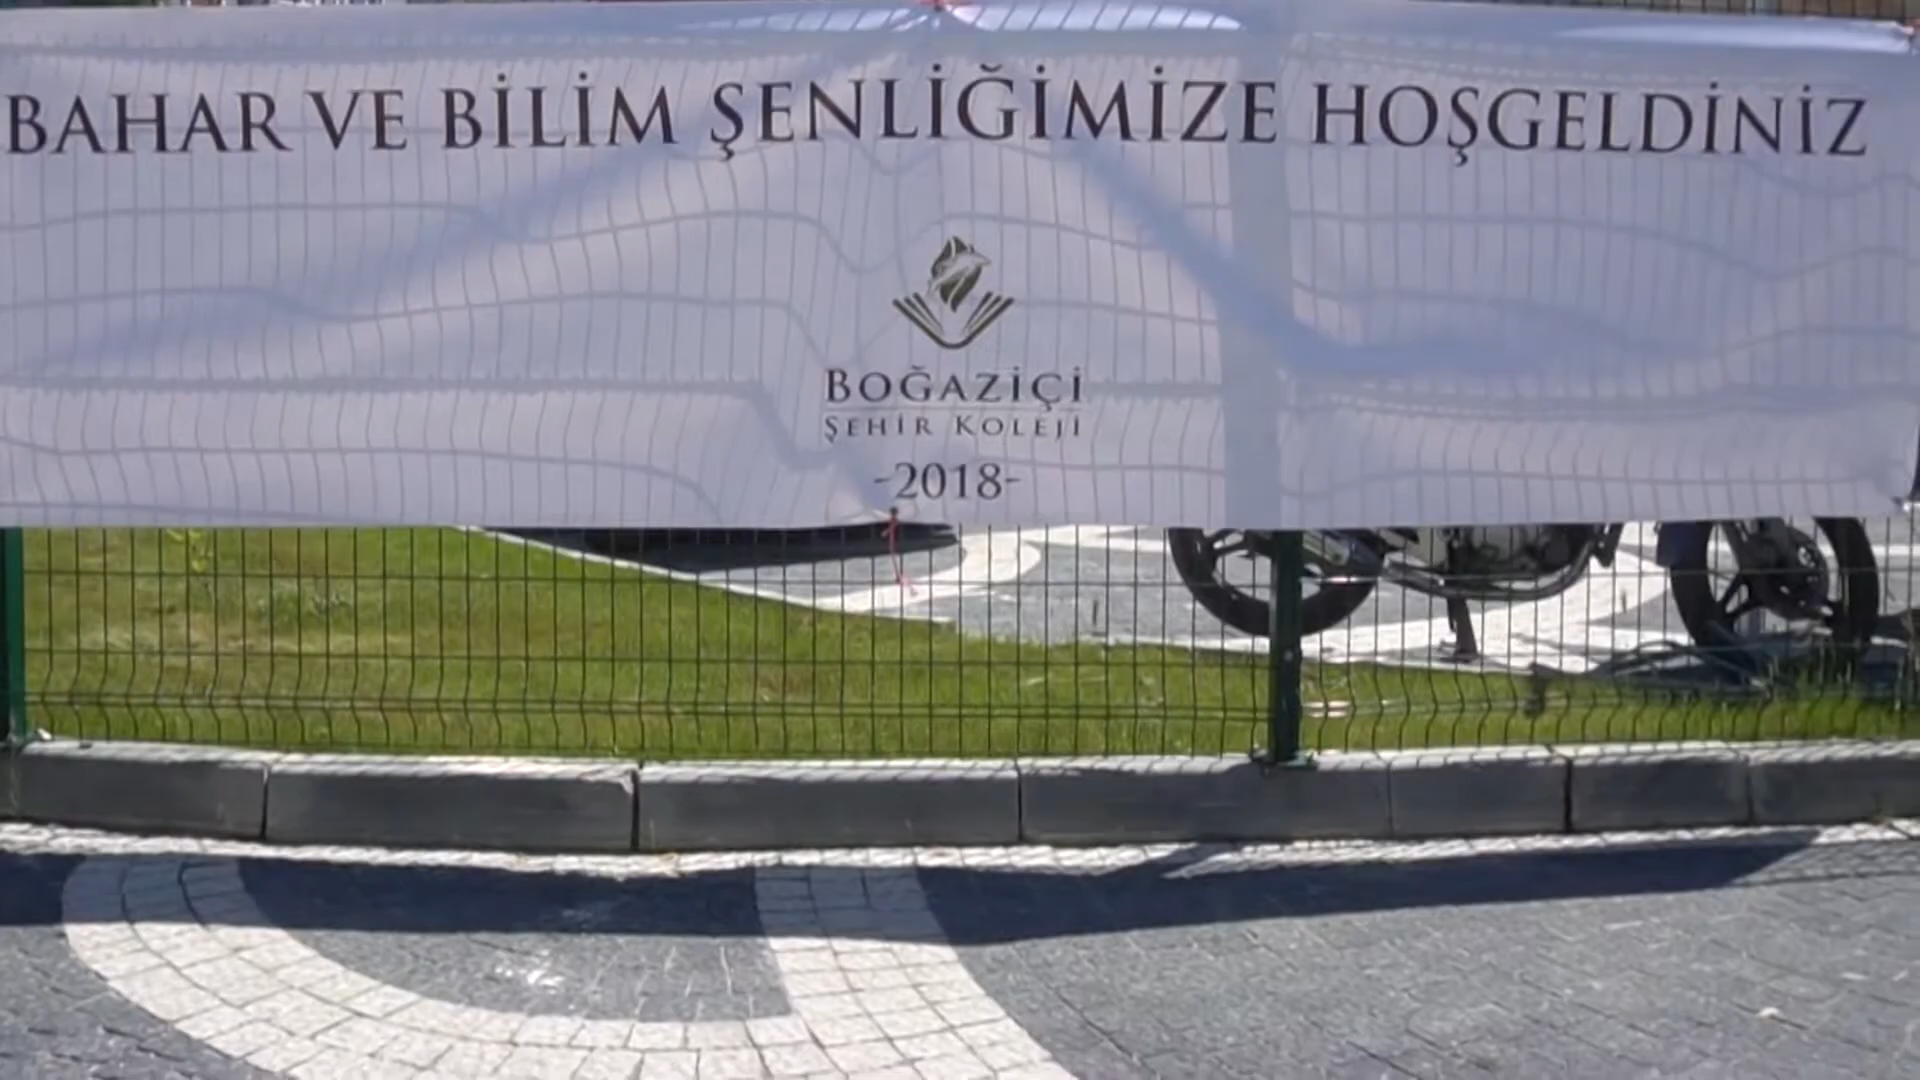 BAHAR VE BİLİM ŞENLİĞİMİZE HOŞGELDİNİZ
BOĞAZİÇİ
ŞEHİR KOLEJİ
-2018-